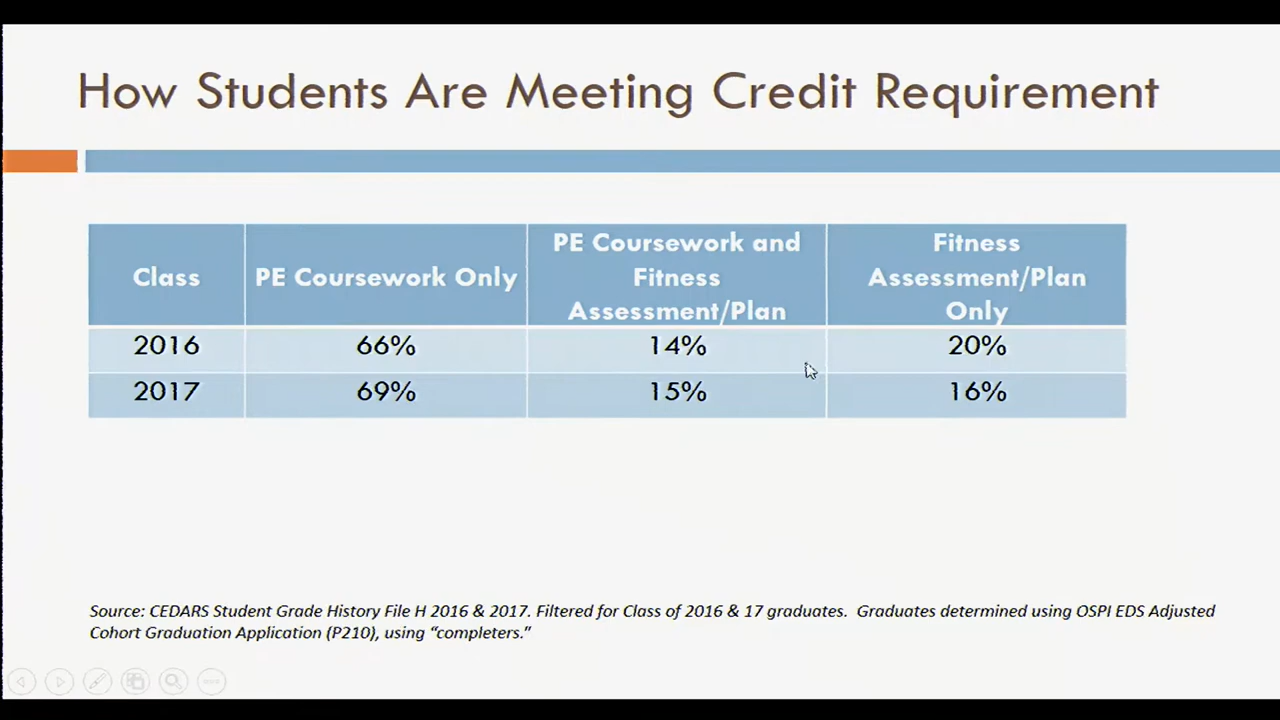 How Students Are Meeting Credit Requirement
Class
PE Coursework Only
PE Coursework and
Fitness
Assessment/Plan
Fitness
Assessment/Plan
Only
2016 66% 14% 20%
2017 69% 15% 16%
Source: CEDARS Student Grade History File H 2016 & 2017. Filtered for Class of 2016 & 17 graduates. Graduates determined using OSPI EDS Adjusted
Cohort Graduation Application (P210), using “completers.”